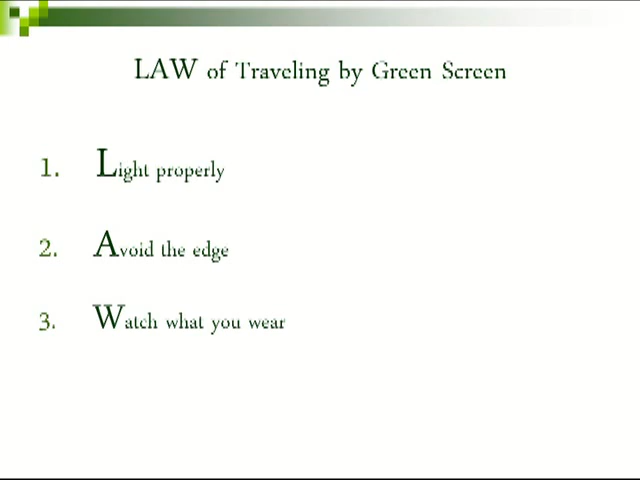 LAW of Traveling by Green Screen
1. Light properly
2. Avoid the edge
3. Watch what you wear